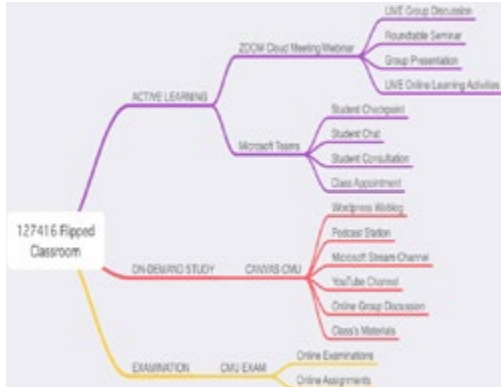 LIVE Group Discussion
Roundtable Seminar
ZOOM Cloud Meeting/Webinar
Group Presentation
LIVE Online Learning Activities
ACTIVE LEARNING
Student Checkpoint
Student Chat
Microsoft Teams
Student Consultation
Class Appointment
127416 Flipped
Classroom
Wordpress Weblog
Podcast Station
Microsoft Stream Channel
ON-DEMAND STUDY
CANVAS CMU
YouTube Channel
Online Group Discussion
Class's Materials
Online Examinations
EXAMINATION
CMU EXAM
Online Assignments